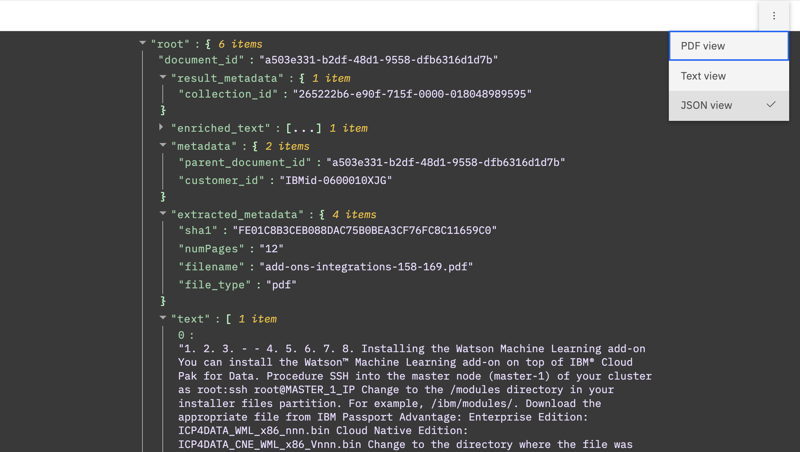 PDF view
Text view
JSON view
"root" : { 6 items
"document_id" : "a503e331-b2df-48d1-9558-dfb6316d1d7b"
"result_metadata" : { 1 item
"collection_id" : "265222b6-e90f-715f-0000-018048989595"
}
"enriched_text" : [...] 1 item
"metadata" : { 2 items
"parent_document_id" : "a503e331-b2df-48d1-9558-dfb6316d1d7b"
"customer_id" : "IBMid-0600010XJG"
}
"extracted_metadata" : { 4 items
"sha1" : "FE01C8B3CEB088DAC75B0BEA3CF76FC8C11659C0"
"numPages" : "12"
"filename" : "add-ons-integrations-158-169.pdf"
"file_type" : "pdf"
}
"text" : [ 1 item
0 :
"1. 2. 3. - - 4. 5. 6. 7. 8. Installing the Watson Machine Learning add-on
You can install the Watson™ Machine Learning add-on on top of IBM® Cloud
Pak for Data. Procedure SSH into the master node (master-1) of your cluster
as root:ssh root@MASTER_1_IP Change to the /modules directory in your
installer files partition. For example, /ibm/modules/. Download the
appropriate file from IBM Passport Advantage: Enterprise Edition:
ICP4DATA_WML_x86_nnn.bin Cloud Native Edition:
ICP4DATA_CNE_WML_x86_Vnnn.bin Change to the directory where the file was